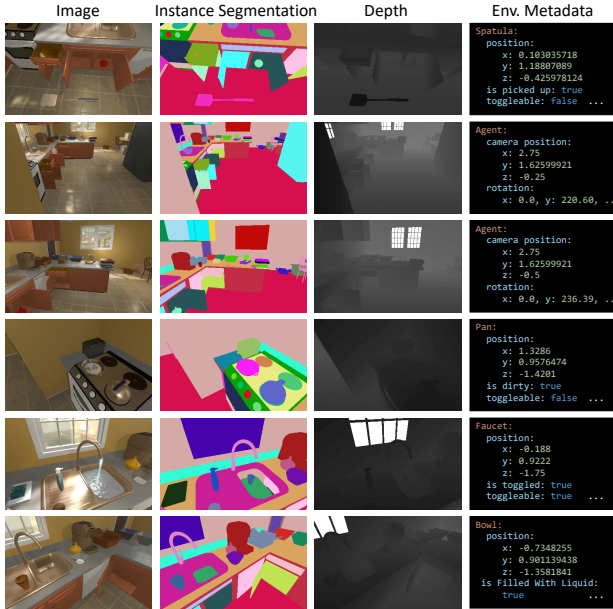 Image Instance Segmentation Depth Env. Metadata
Spatula:
position:
x: 0.103035718
y: 1.18807089
z: -0.425978124
is picked up: true
toggleable: false ...
Agent:
camera position:
x: 2.75
y: 1.62599921
z: -0.25
rotation:
x: 0.0, y: 220.60, ..
Agent:
camera position:
x: 2.75
y: 1.62599921
z: -0.5
rotation:
x: 0.0, y: 236.39, ..
Pan:
position:
x: 1.3286
y: 0.9576474
z: -1.4201
is dirty: true
toggleable: false ...
Faucet:
position:
x: -0.188
y: 0.9222
z: -1.75
is toggled: true
toggleable: true ...
Bowl:
position:
x: -0.7348255
y: 0.901139438
z: -1.3581841
is Filled With Liquid:
true ...